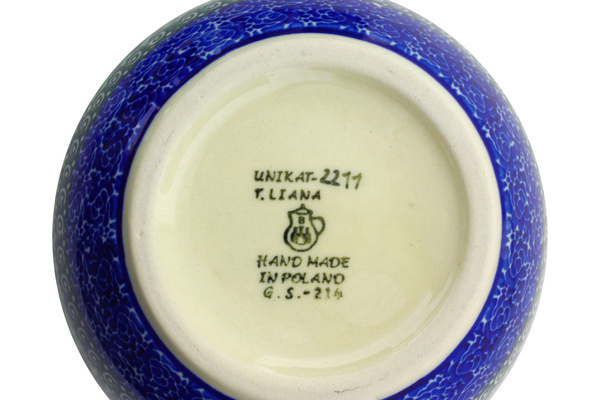 UNIKAT-2211
T.LIANA
B
HAND MADE
IN POLAND
G.S.-214